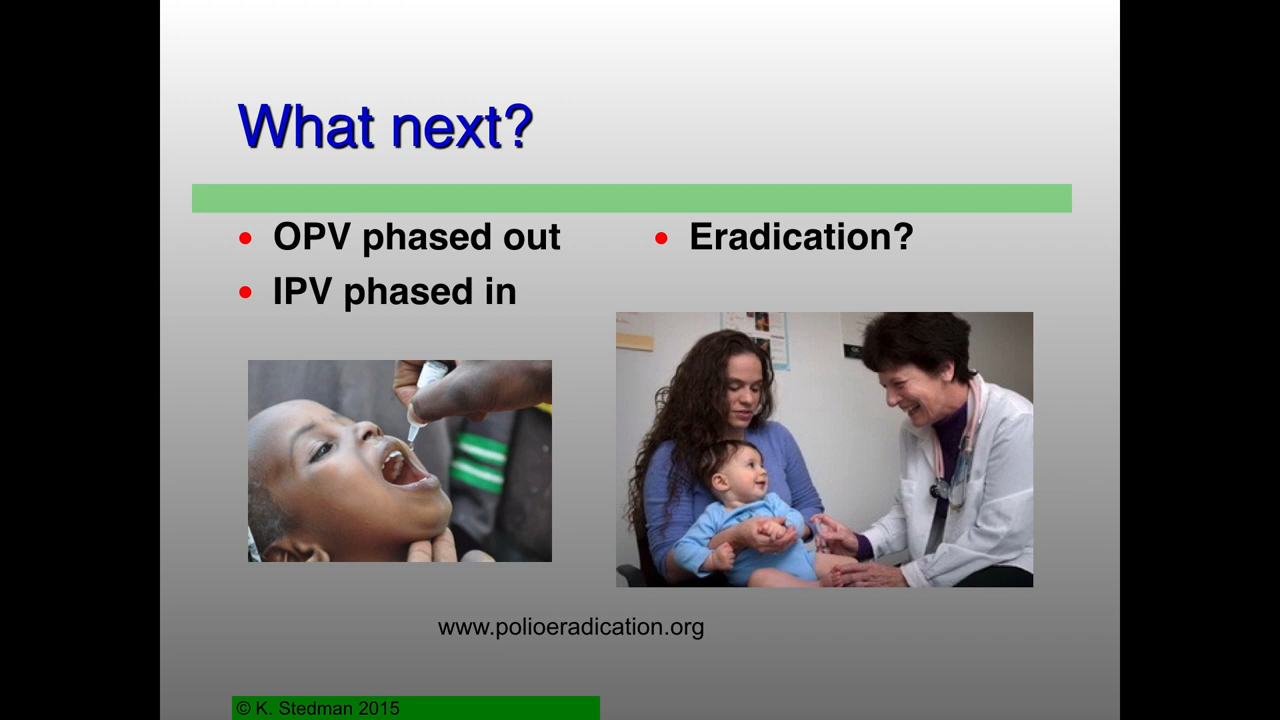 What next?
OPV phased out
IPV phased in
Eradication?
www.polioeradication.org
© K. Stedman 2015